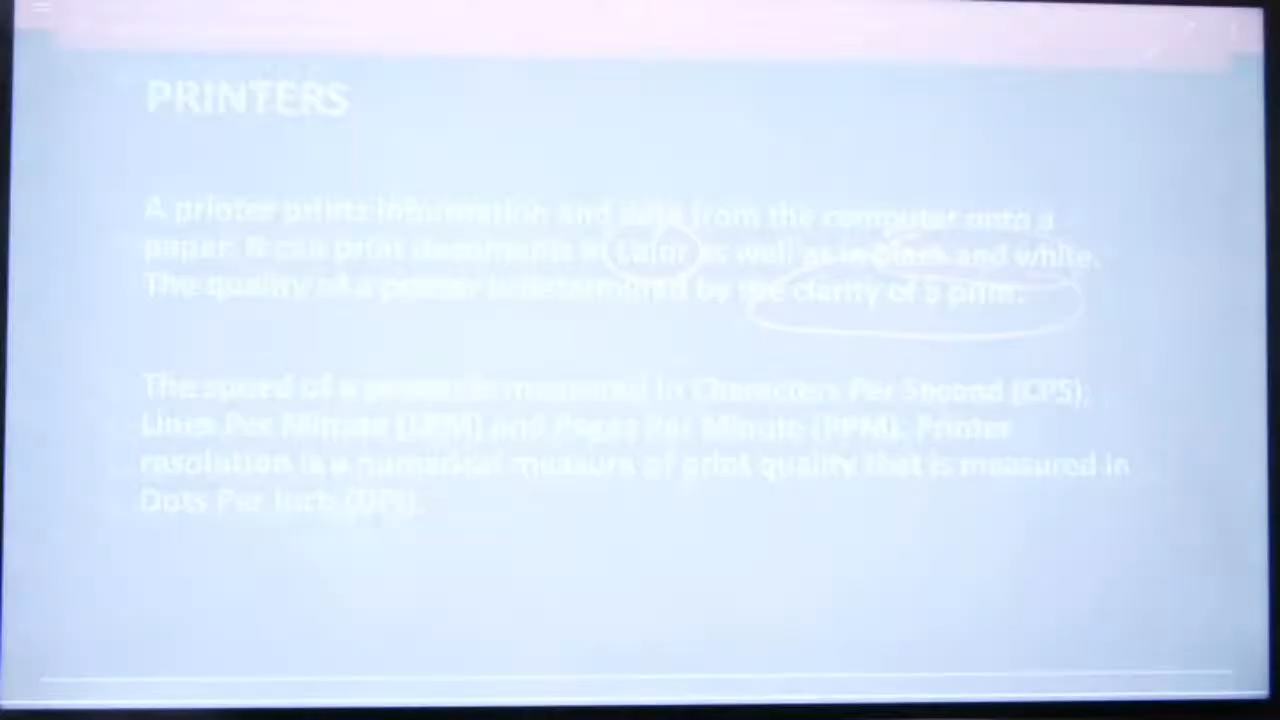 PRINTERS
A printer prints information and data from the computer onto a
paper. It can print documents in Color as well as in Black and white.
The quality of a printer is determined by the clarity of
The speed of a printer is measured in Characters Per Second (CPS),
Lines Per Minute (LPM) and Pages Per Minute (PPM). Printer
resolution is a numerical measure of print quality that is measured in
Dots Per Inch (DPI).